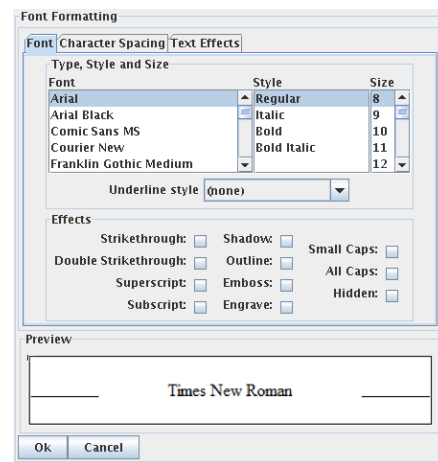 Font Formatting
Font Character Spacing Text Effects
Type, Style and Size
Font Style Size
Arial Regular 8
Arial Black Italic 9
Comic Sans MS Bold 10
Courier New Bold Italic 11
Franklin Gothic Medium 12
Underline style (none)
Effects
Strikethrough: Shadow: Small Caps:
Double Strikethrough: Outline: All Caps:
Superscript: Emboss: Hidden:
Subscript: Engrave:
Preview
Times New Roman
Ok Cancel